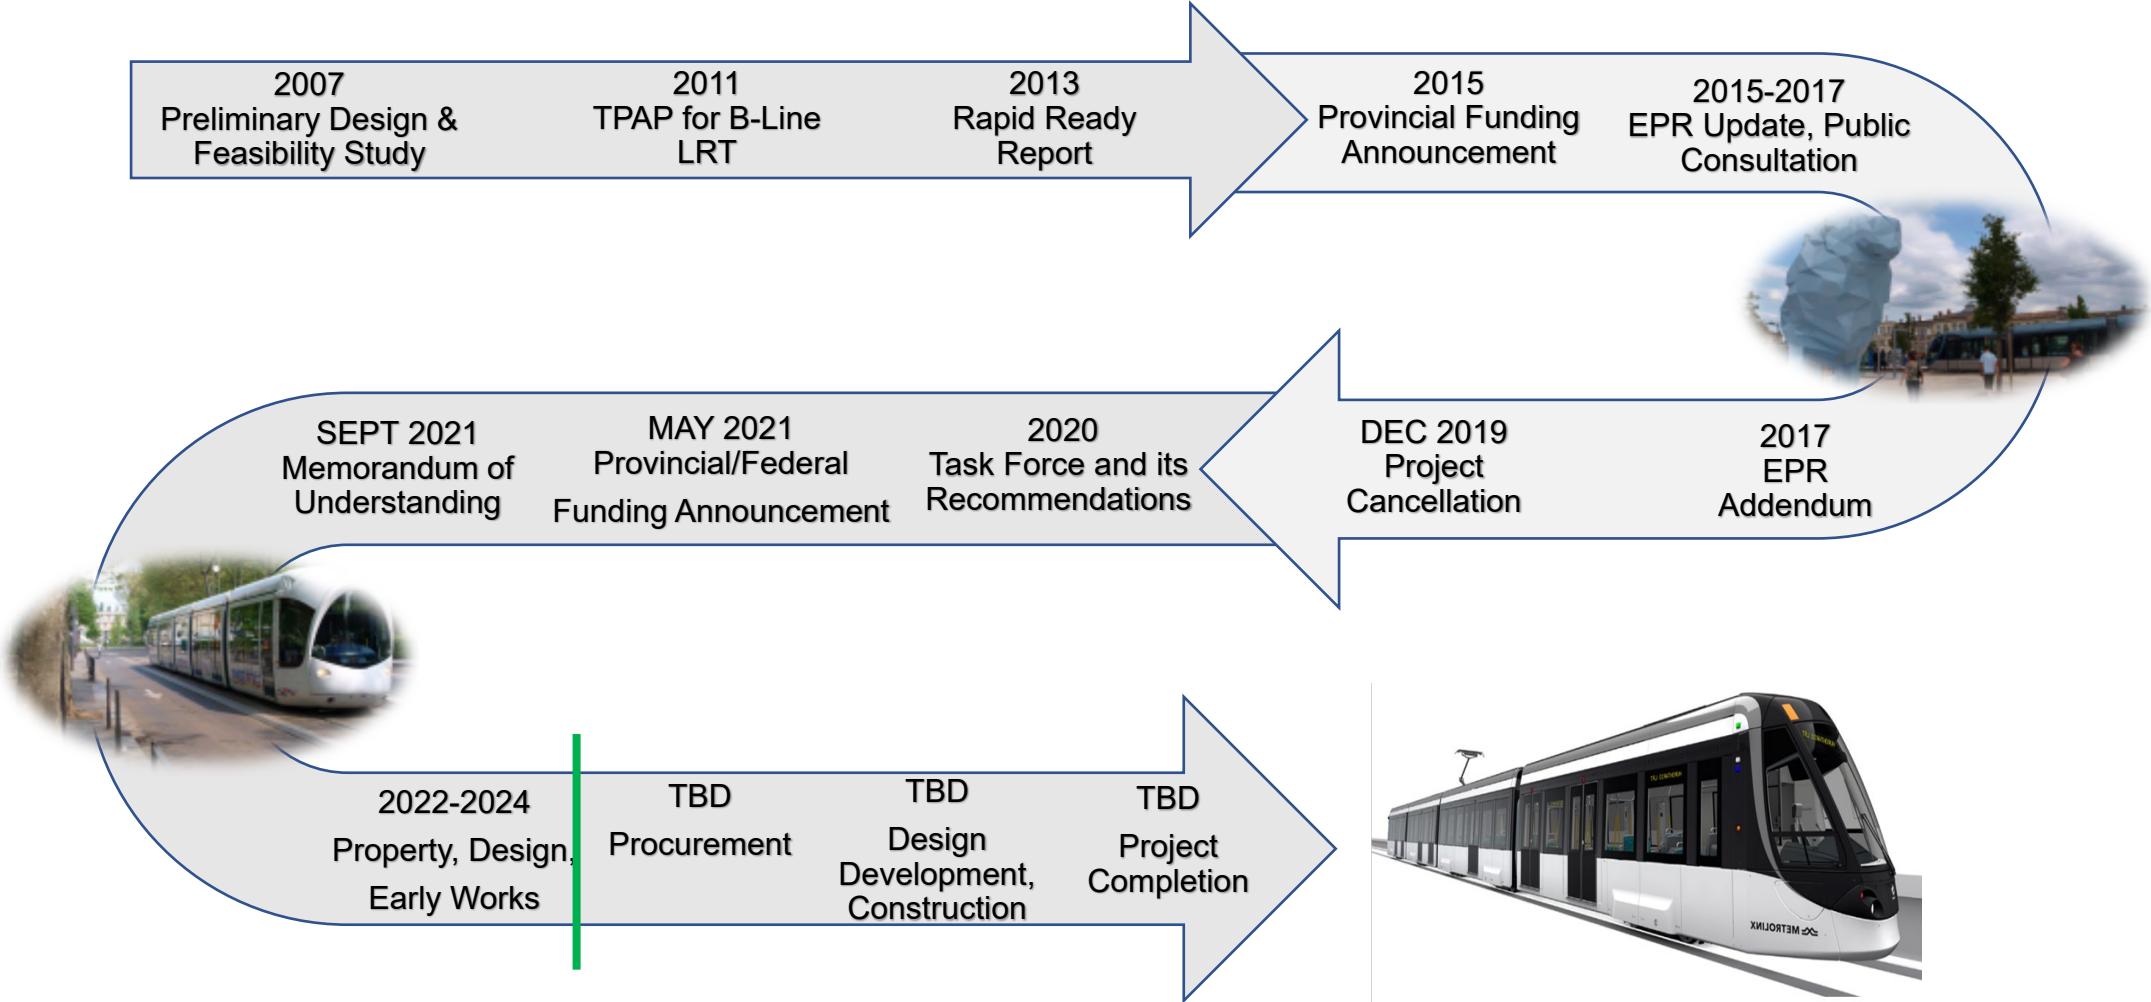 2007
Preliminary Design &
Feasibility Study
2011
TPAP for B-Line
LRT
2013
Rapid Ready
Report
2015
Provincial Funding
Announcement
2015-2017
EPR Update, Public
Consultation
2017
EPR
Addendum
DEC 2019
Project
Cancellation
2020
Task Force and its
Recommendations
MAY 2021
Provincial/Federal
Funding Announcement
SEPT 2021
Memorandum of
Understanding
2022-2024
Property, Design,
Early Works
TBD
Procurement
TBD
Design
Development,
Construction
TBD
Project
Completion
METROLINX